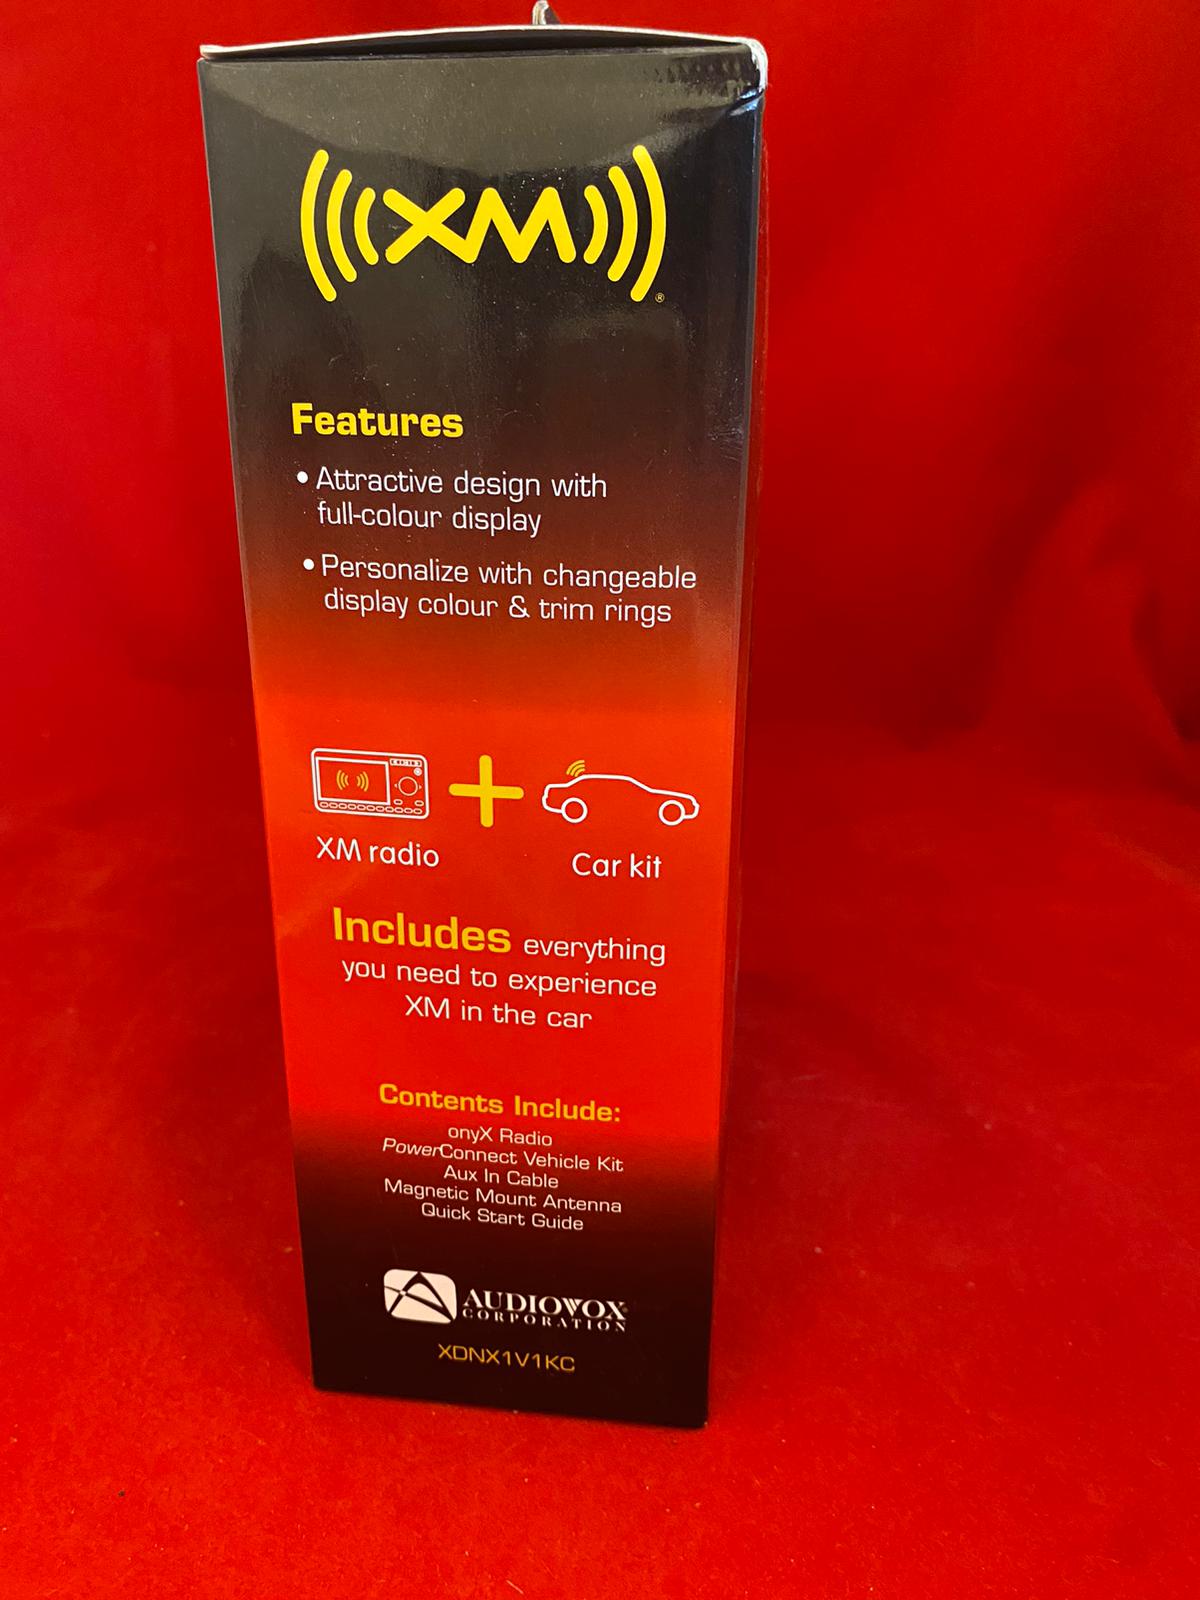 XM®
Features
• Attractive design with
full-colour display
• Personalize with changeable
display colour & trim rings
XM radio
Car kit
Includes everything
you need to experience
XM in the car
Contents Include:
onyX Radio
PowerConnect Vehicle Kit
Aux In Cable
Magnetic Mount Antenna
Quick Start Guide
AUDIOVOX®
CORPORATION
XDNX1V1KC